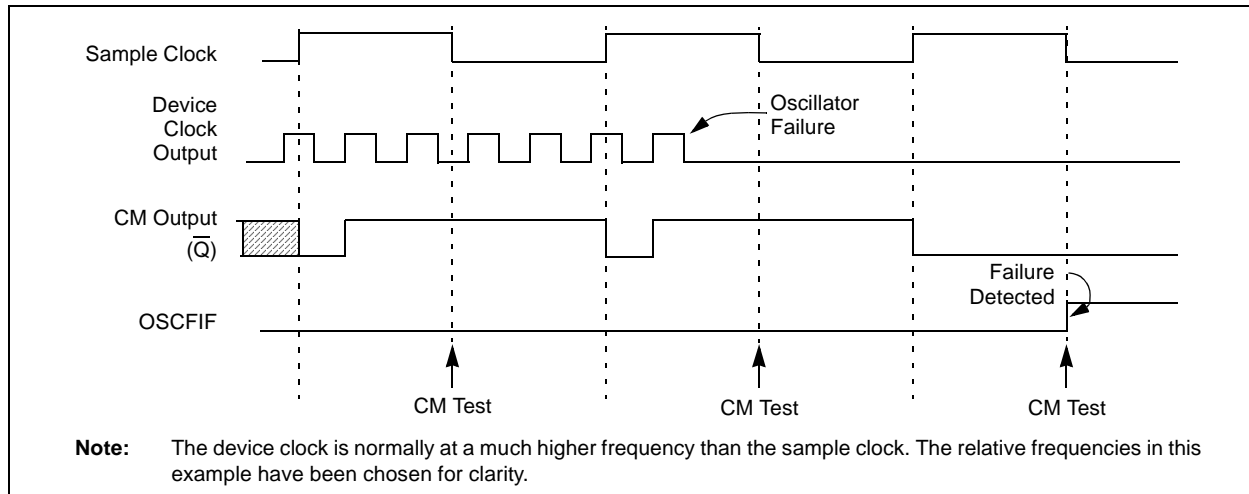 Sample Clock
Device
Clock
Output
Oscillator
Failure
CM Output
(Q̅)
Failure
Detected
OSCFIF
CM Test
CM Test
CM Test
Note: The device clock is normally at a much higher frequency than the sample clock. The relative frequencies in this
example have been chosen for clarity.